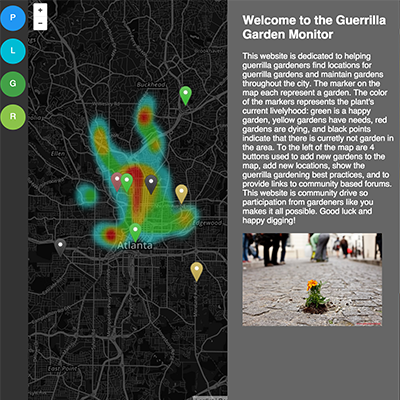 P
L
G
R
+
-
Buckhead
Atlanta
East Point
Welcome to the Guerrilla
Garden Monitor
This website is dedicated to helping
guerrilla gardeners find locations for
guerrilla gardens and maintain gardens
throughout the city. The marker on the
map each represent a garden. The color
of the markers represents the plant's
current livelyhood: green is a happy
garden, yellow gardens have needs, red
gardens are dying, and black points
indicate that there is curretly not garden in
the area. To the left of the map are 4
buttons used to add new gardens to the
map, add new locations, show the
guerrilla gardening best practices, and to
provide links to community based forums.
This website is community drive so
participation from gardeners like you
makes it all possible. Good luck and
happy digging!